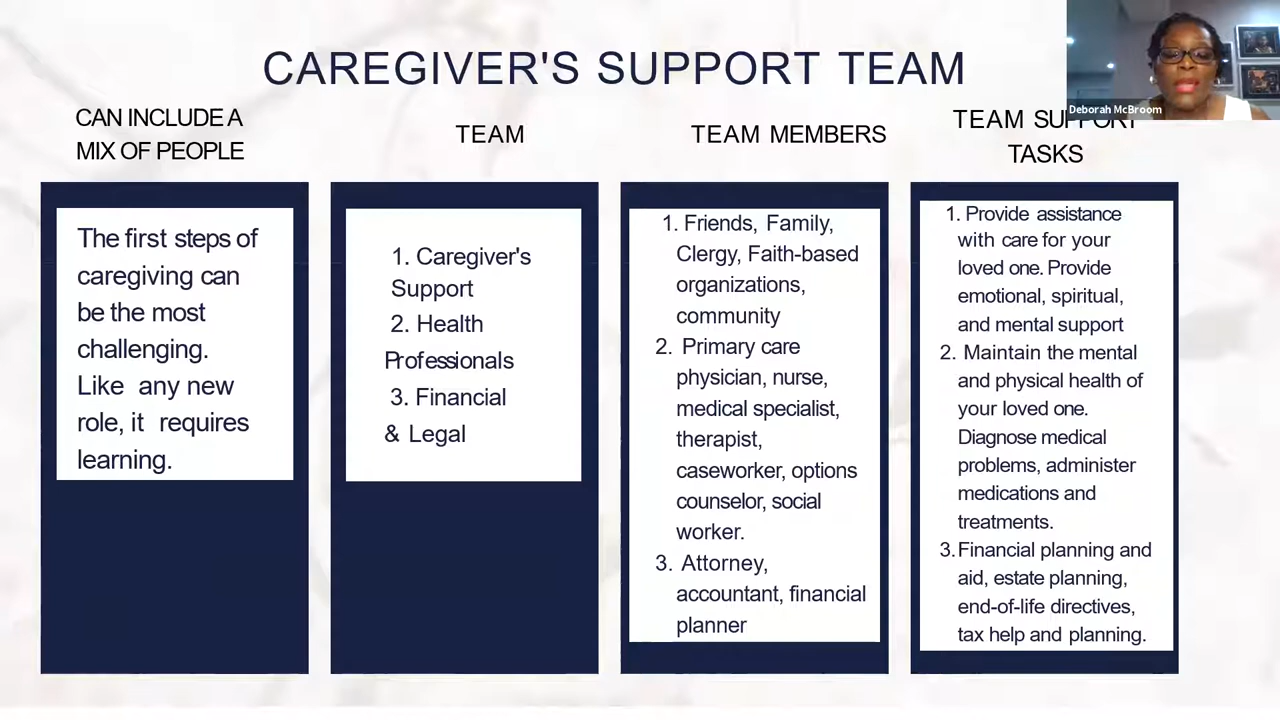 CAREGIVER'S SUPPORT TEAM
Deborah McBroom
CAN INCLUDE A
MIX OF PEOPLE
The first steps of
caregiving can
be the most
challenging.
Like any new
role, it requires
learning.
TEAM
1. Caregiver's
Support
2. Health
Professionals
3. Financial
& Legal
TEAM MEMBERS
1. Friends, Family,
Clergy, Faith-based
organizations,
community
2. Primary care
physician, nurse,
medical specialist,
therapist,
caseworker, options
counselor, social
worker.
3. Attorney,
accountant, financial
planner
TEAM SUPPORT
TASKS
1. Provide assistance
with care for your
loved one. Provide
emotional, spiritual,
and mental support
2. Maintain the mental
and physical health of
your loved one.
Diagnose medical
problems, administer
medications and
treatments.
3. Financial planning and
aid, estate planning,
end-of-life directives,
tax help and planning.